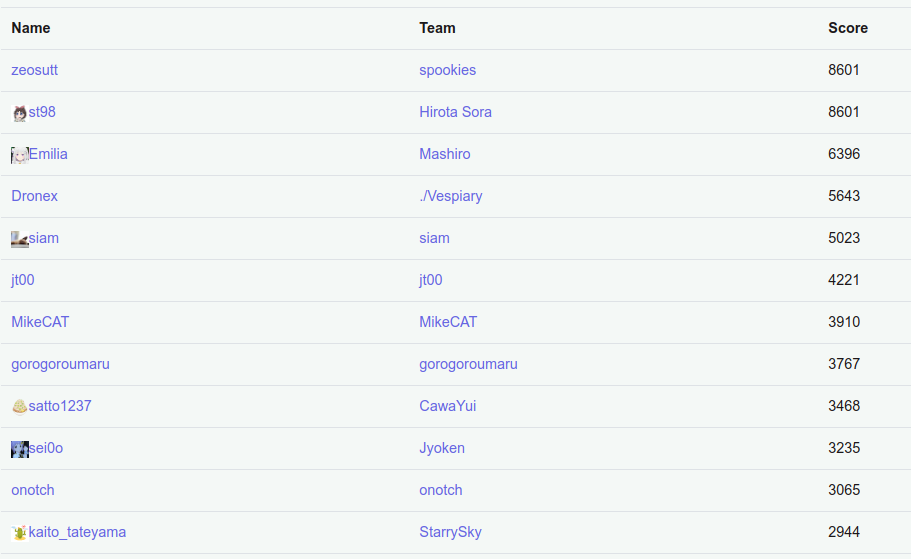 Name Team Score
zeosutt spookies 8601
st98 Hirota Sora 8601
Emilia Mashiro 6396
Dronex ./Vespiary 5643
siam siam 5023
jt00 jt00 4221
MikeCAT MikeCAT 3910
gorogoroumaru gorogoroumaru 3767
satto1237 CawaYui 3468
sei0o Jyoken 3235
onotch onotch 3065
kaito_tateyama StarrySky 2944